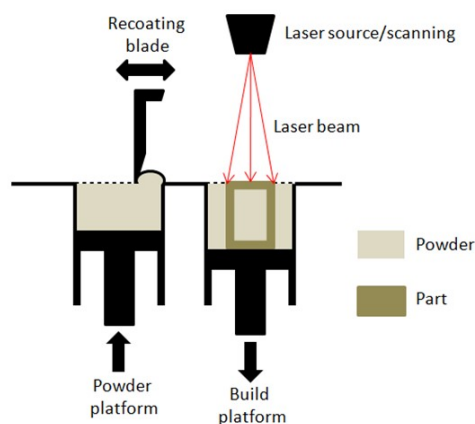 Recoating
blade
Laser source/scanning
Laser beam
Powder
Part
Powder
platform
Build
platform